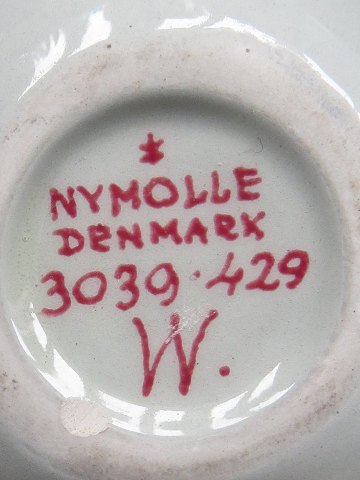 *
NYMOLLE
DENMARK
3039·429
W.